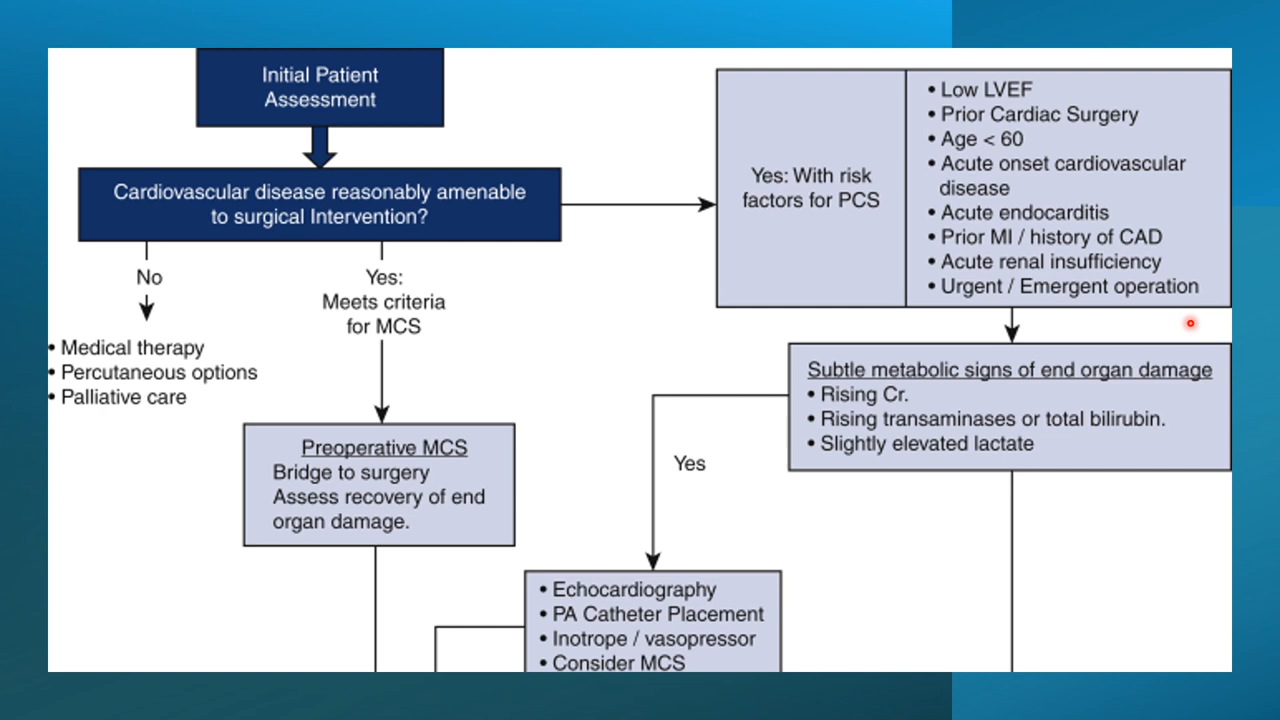 Initial Patient
Assessment
Cardiovascular disease reasonably amenable
to surgical Intervention?
No
• Medical therapy
• Percutaneous options
• Palliative care
Yes:
Meets criteria
for MCS
Preoperative MCS
Bridge to surgery
Assess recovery of end
organ damage.
Yes: With risk
factors for PCS
• Low LVEF
• Prior Cardiac Surgery
• Age < 60
• Acute onset cardiovascular
disease
• Acute endocarditis
• Prior MI / history of CAD
• Acute renal insufficiency
• Urgent / Emergent operation
Subtle metabolic signs of end organ damage
• Rising Cr.
• Rising transaminases or total bilirubin.
• Slightly elevated lactate
Yes
• Echocardiography
• PA Catheter Placement
• Inotrope / vasopressor
• Consider MCS